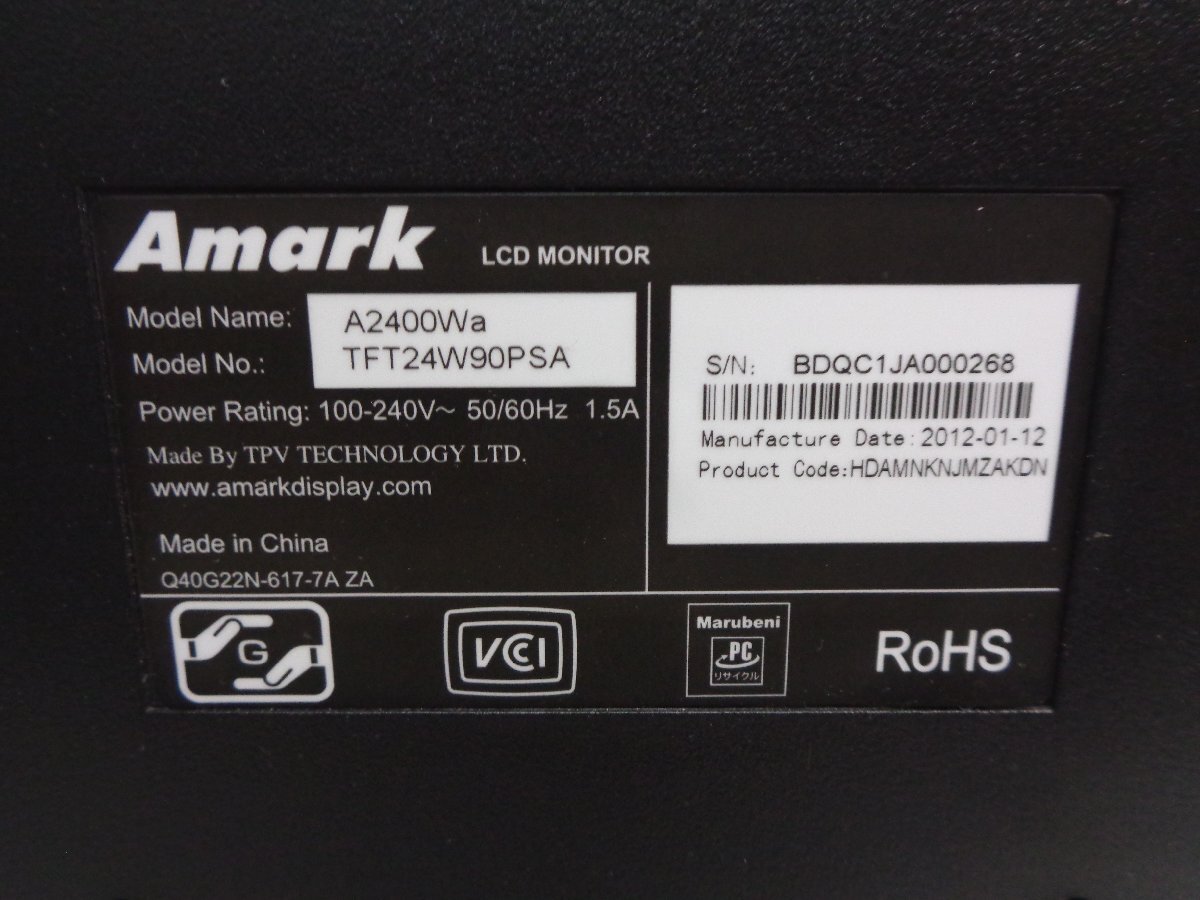 Amark LCD MONITOR
Model Name: A2400Wa
Model No.: TFT24W90PSA
Power Rating: 100-240V~ 50/60Hz 1.5A
Made By TPV TECHNOLOGY LTD.
www.amarkdisplay.com
Made in China
Q40G22N-617-7A ZA
S/N: BDQC1JA000268
Manufacture Date: 2012-01-12
Product Code:HDAMNKNJMZAKDN
G
VCCI
Marubeni
PC
リサイクル
RoHS